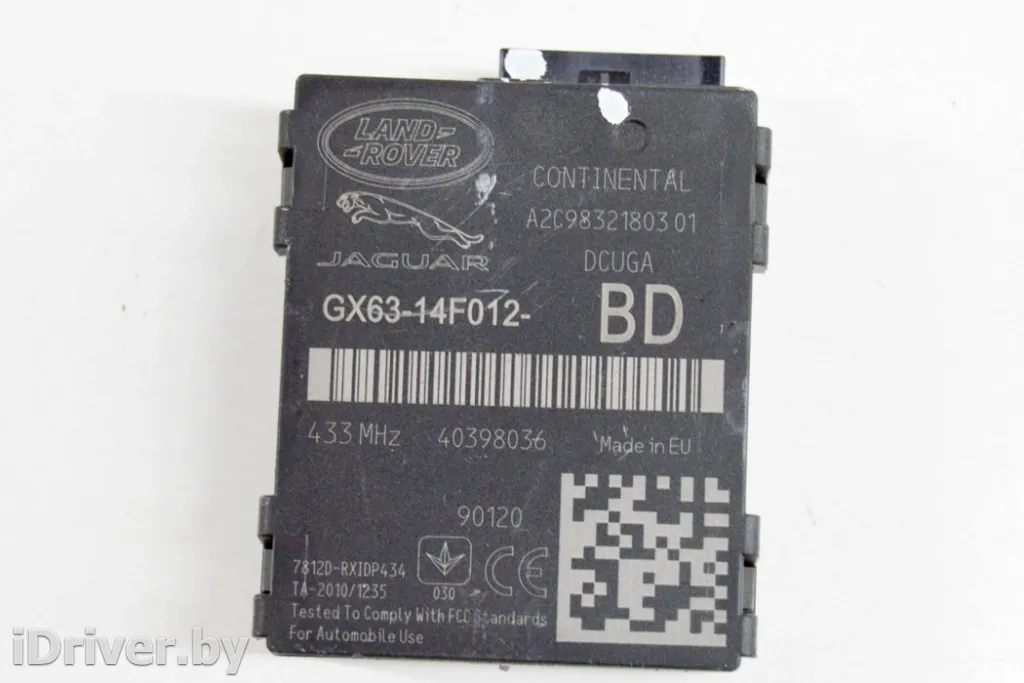 LAND-
-ROVER
JAGUAR
CONTINENTAL
A2C98321803 01
DCUGA
GX63-14F012- BD
433 MHz 40398036 Made in EU
90120
7812D-RXIDP434
TA-2010/1235
030
CE
Tested To Comply With FCC Standards
For Automobile Use
iDriver.by